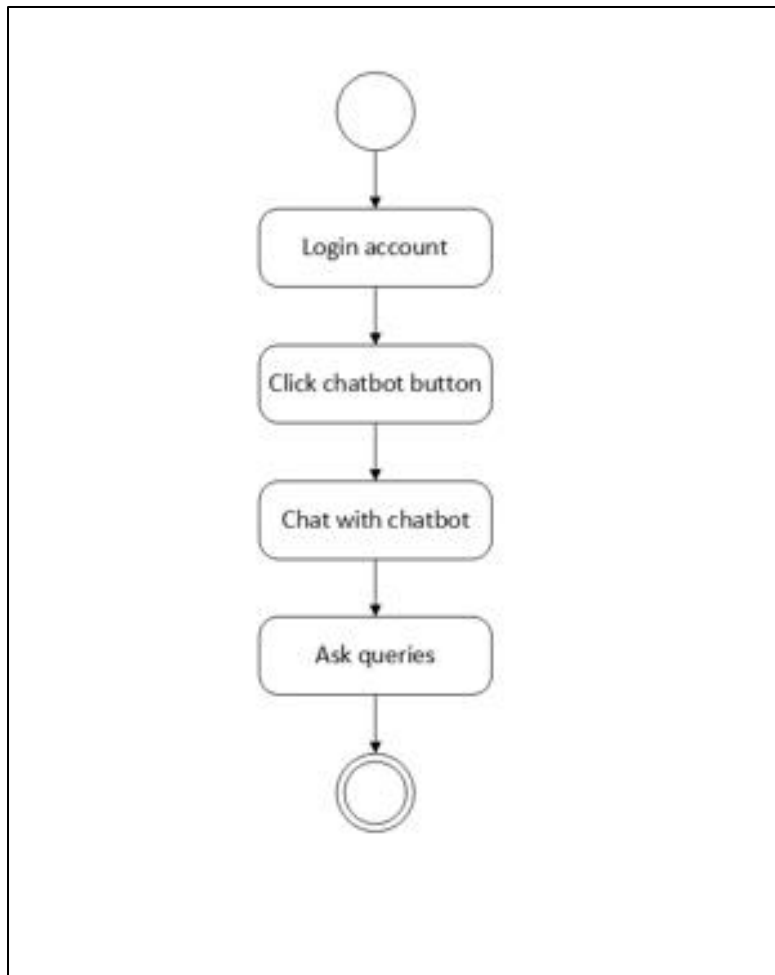 Login account
Click chatbot button
Chat with chatbot
Ask queries